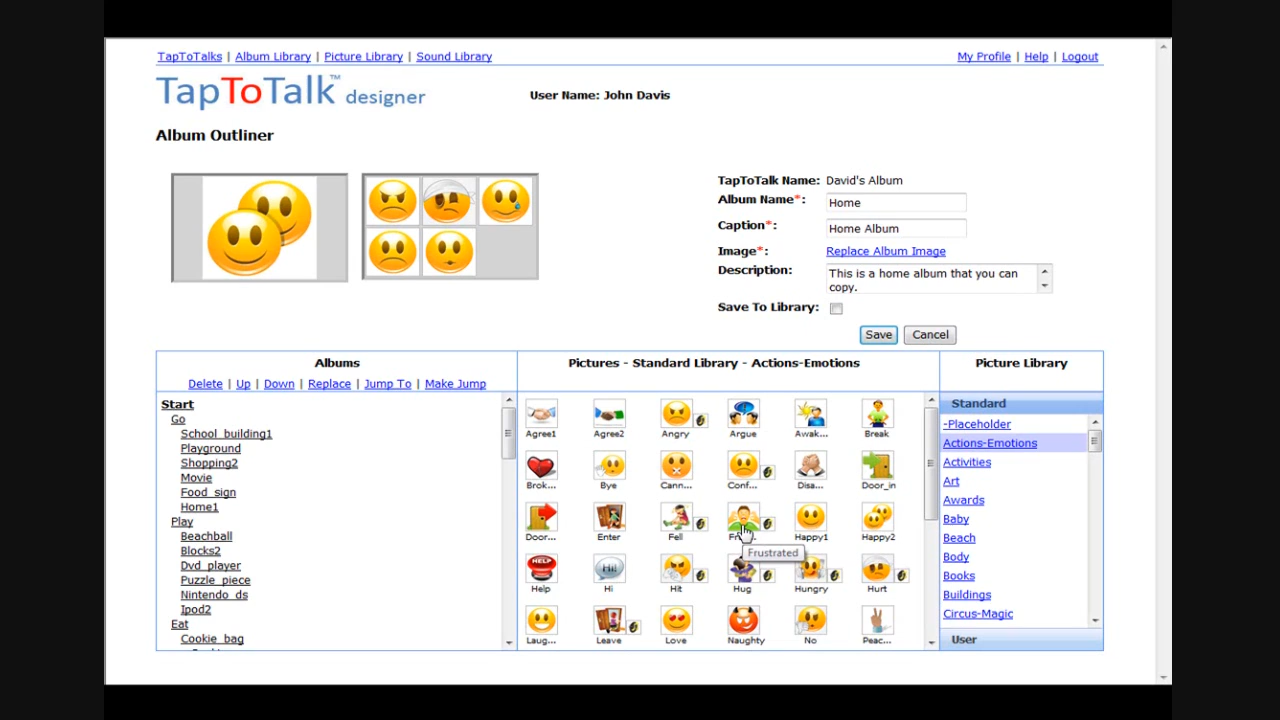 TapToTalks | Album Library | Picture Library | Sound Library
My Profile | Help | Logout
TapToTalk™ designer
User Name: John Davis
Album Outliner
TapToTalk Name: David's Album
Album Name*: Home
Caption*: Home Album
Image*: Replace Album Image
Description: This is a home album that you can
copy.
Save To Library:
Save Cancel
Albums
Delete | Up | Down | Replace | Jump To | Make Jump
Start
Go
School_building1
Playground
Shopping2
Movie
Food_sign
Home1
Play
Beachball
Blocks2
Dvd_player
Puzzle_piece
Nintendo_ds
Ipod2
Eat
Cookie_bag
Pictures - Standard Library - Actions-Emotions
Agree1 Agree2 Angry Argue Awak... Break
Brok... Bye Cann... Conf... Disa... Door_in
Door... Enter Fell Happy1 Happy2
Frustrated
HELP Hi!
Help Hi Hit Hug Hungry Hurt
Laug... Leave Love Naughty No Peac...
Picture Library
Standard
-Placeholder
Actions-Emotions
Activities
Art
Awards
Baby
Beach
Body
Books
Buildings
Circus-Magic
User